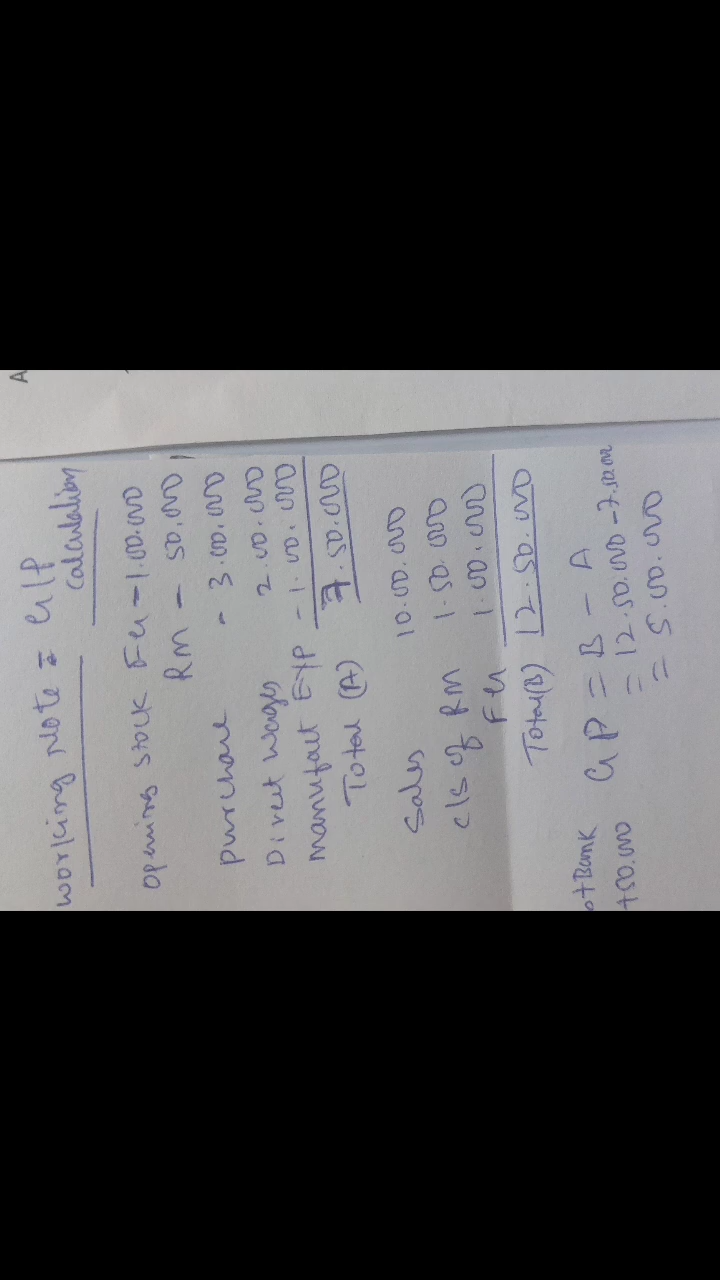 A
Working Note = G/P
calculation
opening stock FG - 1.00.000
RM - 50.000
purchase - 3.00.000
Direct wages 2.00.000
manufact Exp - 1.00.000
Total (A) 7.50.000
Sales 10.00.000
c/s of RM 1.50.000
FG 1.00.000
Total (B) 12.50.000
GP = B - A
= 12.50.000 - 7.50.000
= 5.00.000
ot Bank
+50.000